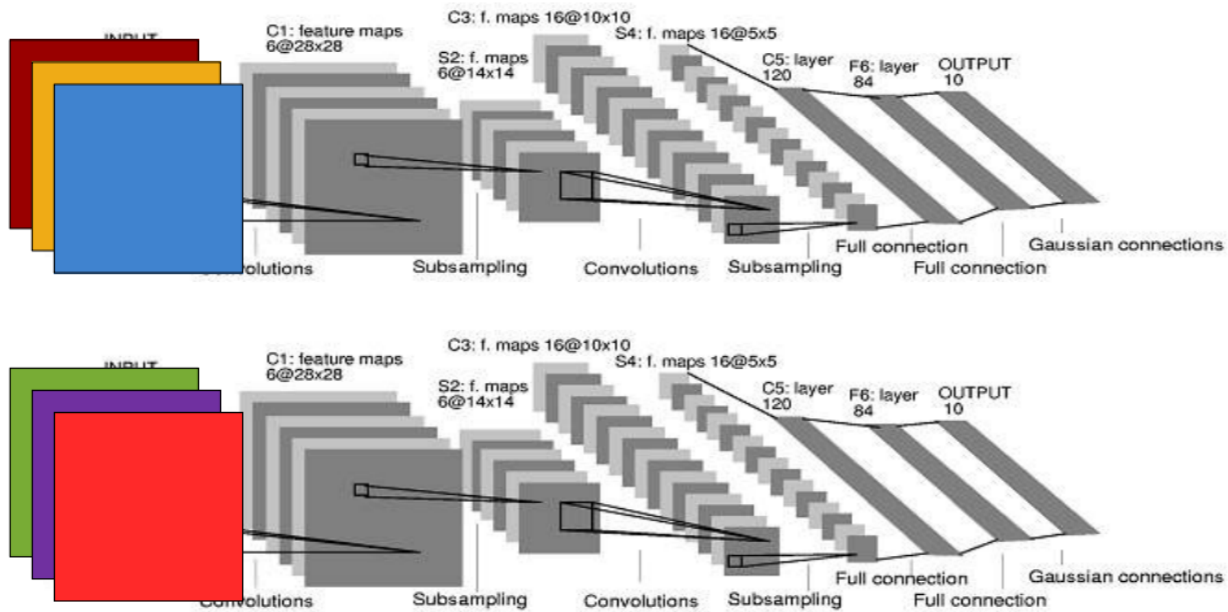 C3: f. maps 16@10x10
INPUT
C1: feature maps
6@28x28
S4: f. maps 16@5x5
S2: f. maps
6@14x14
C5: layer
120
F6: layer
84
OUTPUT
10
Convolutions
Subsampling
Convolutions
Subsampling
Full connection
Full connection
Gaussian connections
C3: f. maps 16@10x10
INPUT
C1: feature maps
6@28x28
S4: f. maps 16@5x5
S2: f. maps
6@14x14
C5: layer
120
F6: layer
84
OUTPUT
10
Convolutions
Subsampling
Convolutions
Subsampling
Full connection
Full connection
Gaussian connections